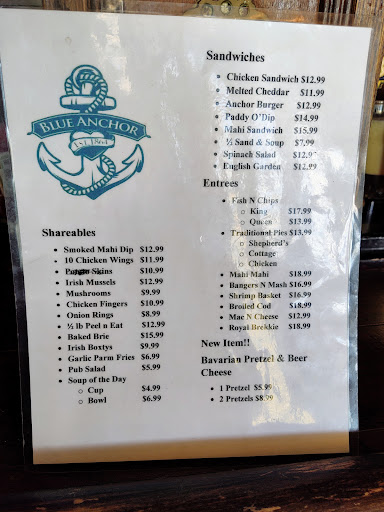 BLUE ANCHOR
EST. 1864
Shareables
Smoked Mahi Dip $12.99
10 Chicken Wings $11.99
Potato Skins $10.99
Irish Mussels $12.99
Mushrooms $9.99
Chicken Fingers $10.99
Onion Rings $8.99
½ lb Peel n Eat $12.99
Baked Brie $15.99
Irish Boxtys $9.99
Garlic Parm Fries $6.99
Pub Salad $5.99
Soup of the Day
Cup $4.99
Bowl $6.99
Sandwiches
Chicken Sandwich $12.99
Melted Cheddar $11.99
Anchor Burger $12.99
Paddy O'Dip $14.99
Mahi Sandwich $15.99
½ Sand & Soup $7.99
Spinach Salad $12.99
English Garden $12.99
Entrees
Fish N Chips
King $17.99
Queen $13.99
Traditional Pies $13.99
Shepherd's
Cottage
Chicken
Mahi Mahi $18.99
Bangers N Mash $16.99
Shrimp Basket $16.99
Broiled Cod $18.99
Mac N Cheese $12.99
Royal Brekkie $18.99
New Item!!
Bavarian Pretzel & Beer
Cheese
1 Pretzel $5.99
2 Pretzels $8.99